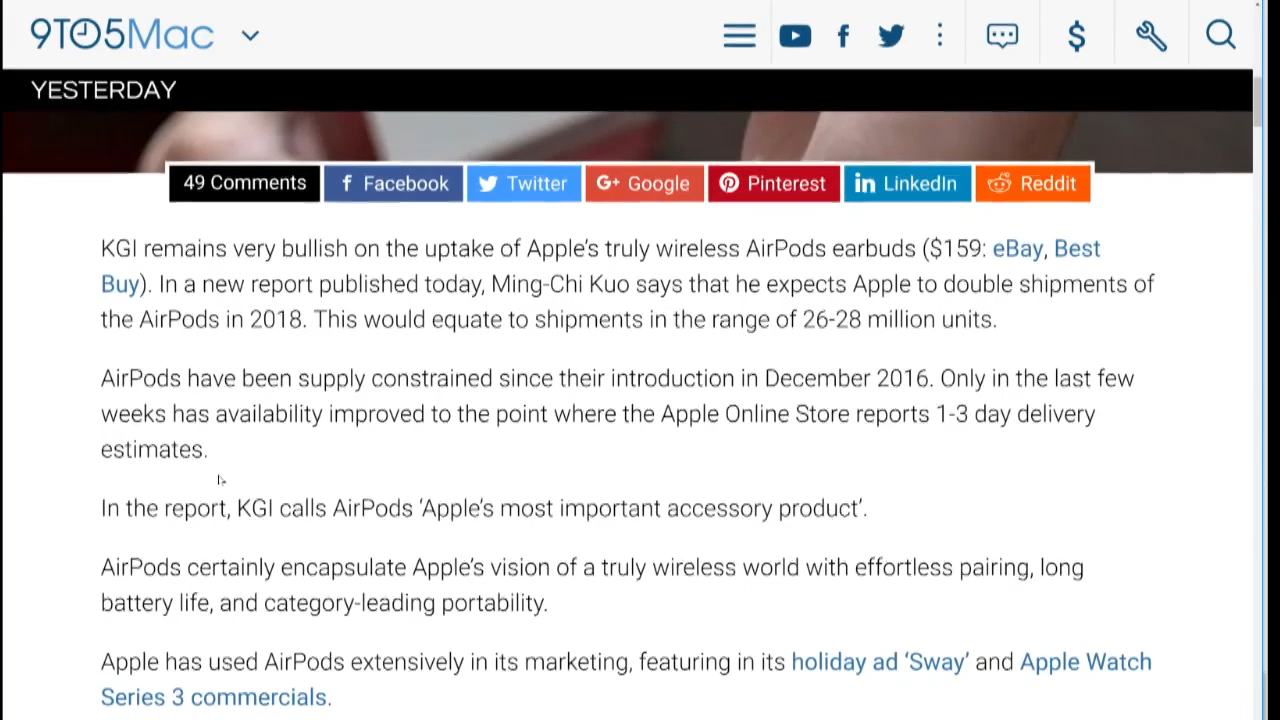 9TO5Mac
YESTERDAY
49 Comments Facebook Twitter G+ Google Pinterest LinkedIn Reddit
KGI remains very bullish on the uptake of Apple’s truly wireless AirPods earbuds ($159: eBay, Best
Buy). In a new report published today, Ming-Chi Kuo says that he expects Apple to double shipments of
the AirPods in 2018. This would equate to shipments in the range of 26-28 million units.
AirPods have been supply constrained since their introduction in December 2016. Only in the last few
weeks has availability improved to the point where the Apple Online Store reports 1-3 day delivery
estimates.
In the report, KGI calls AirPods ‘Apple’s most important accessory product’.
AirPods certainly encapsulate Apple’s vision of a truly wireless world with effortless pairing, long
battery life, and category-leading portability.
Apple has used AirPods extensively in its marketing, featuring in its holiday ad ‘Sway’ and Apple Watch
Series 3 commercials.